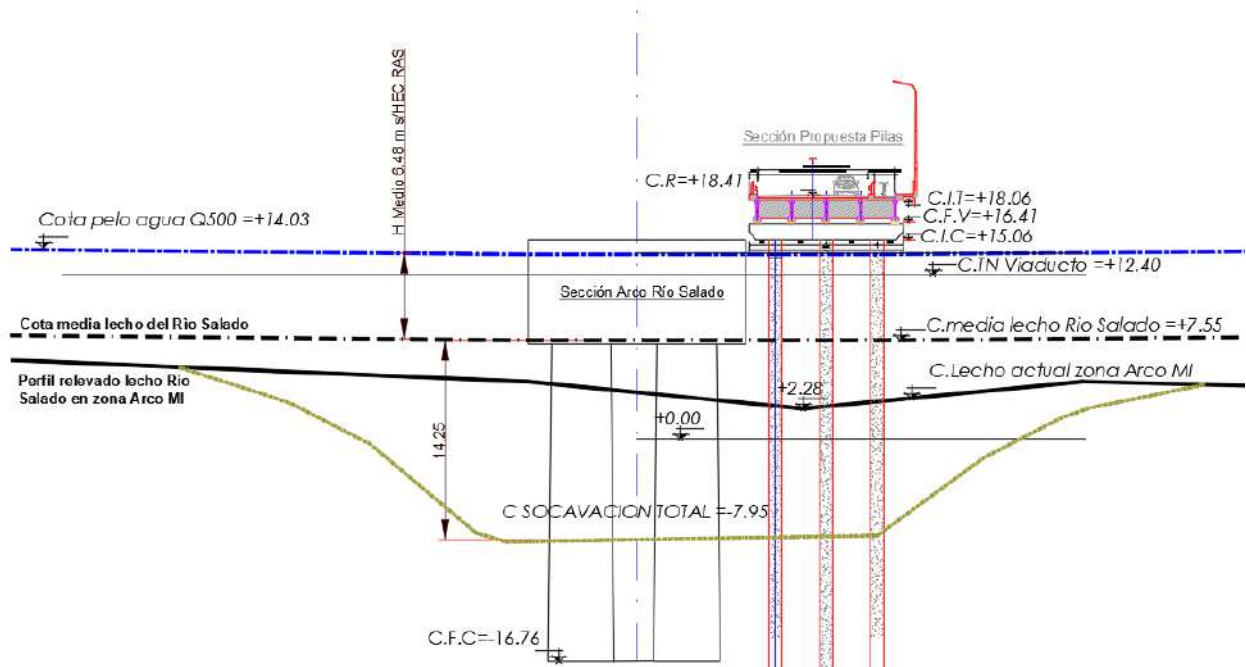 H Medio 6.48 m s/HEC RAS
Sección Propuesta Pilas
C.R=+18.41
C.I.T=+18.06
C.F.V=+16.41
C.I.C=+15.06
Cota pelo agua Q500 =+14.03
C.TN Viaducto =+12.40
Sección Arco Río Salado
Cota media lecho del Rìo Salado
C.media lecho Rio Salado =+7.55
Perfil relevado lecho Río
Salado en zona Arco MI
C.Lecho actual zona Arco MI
+2.28
+0.00
14.25
C SOCAVACION TOTAL =-7.95
C.F.C=-16.76